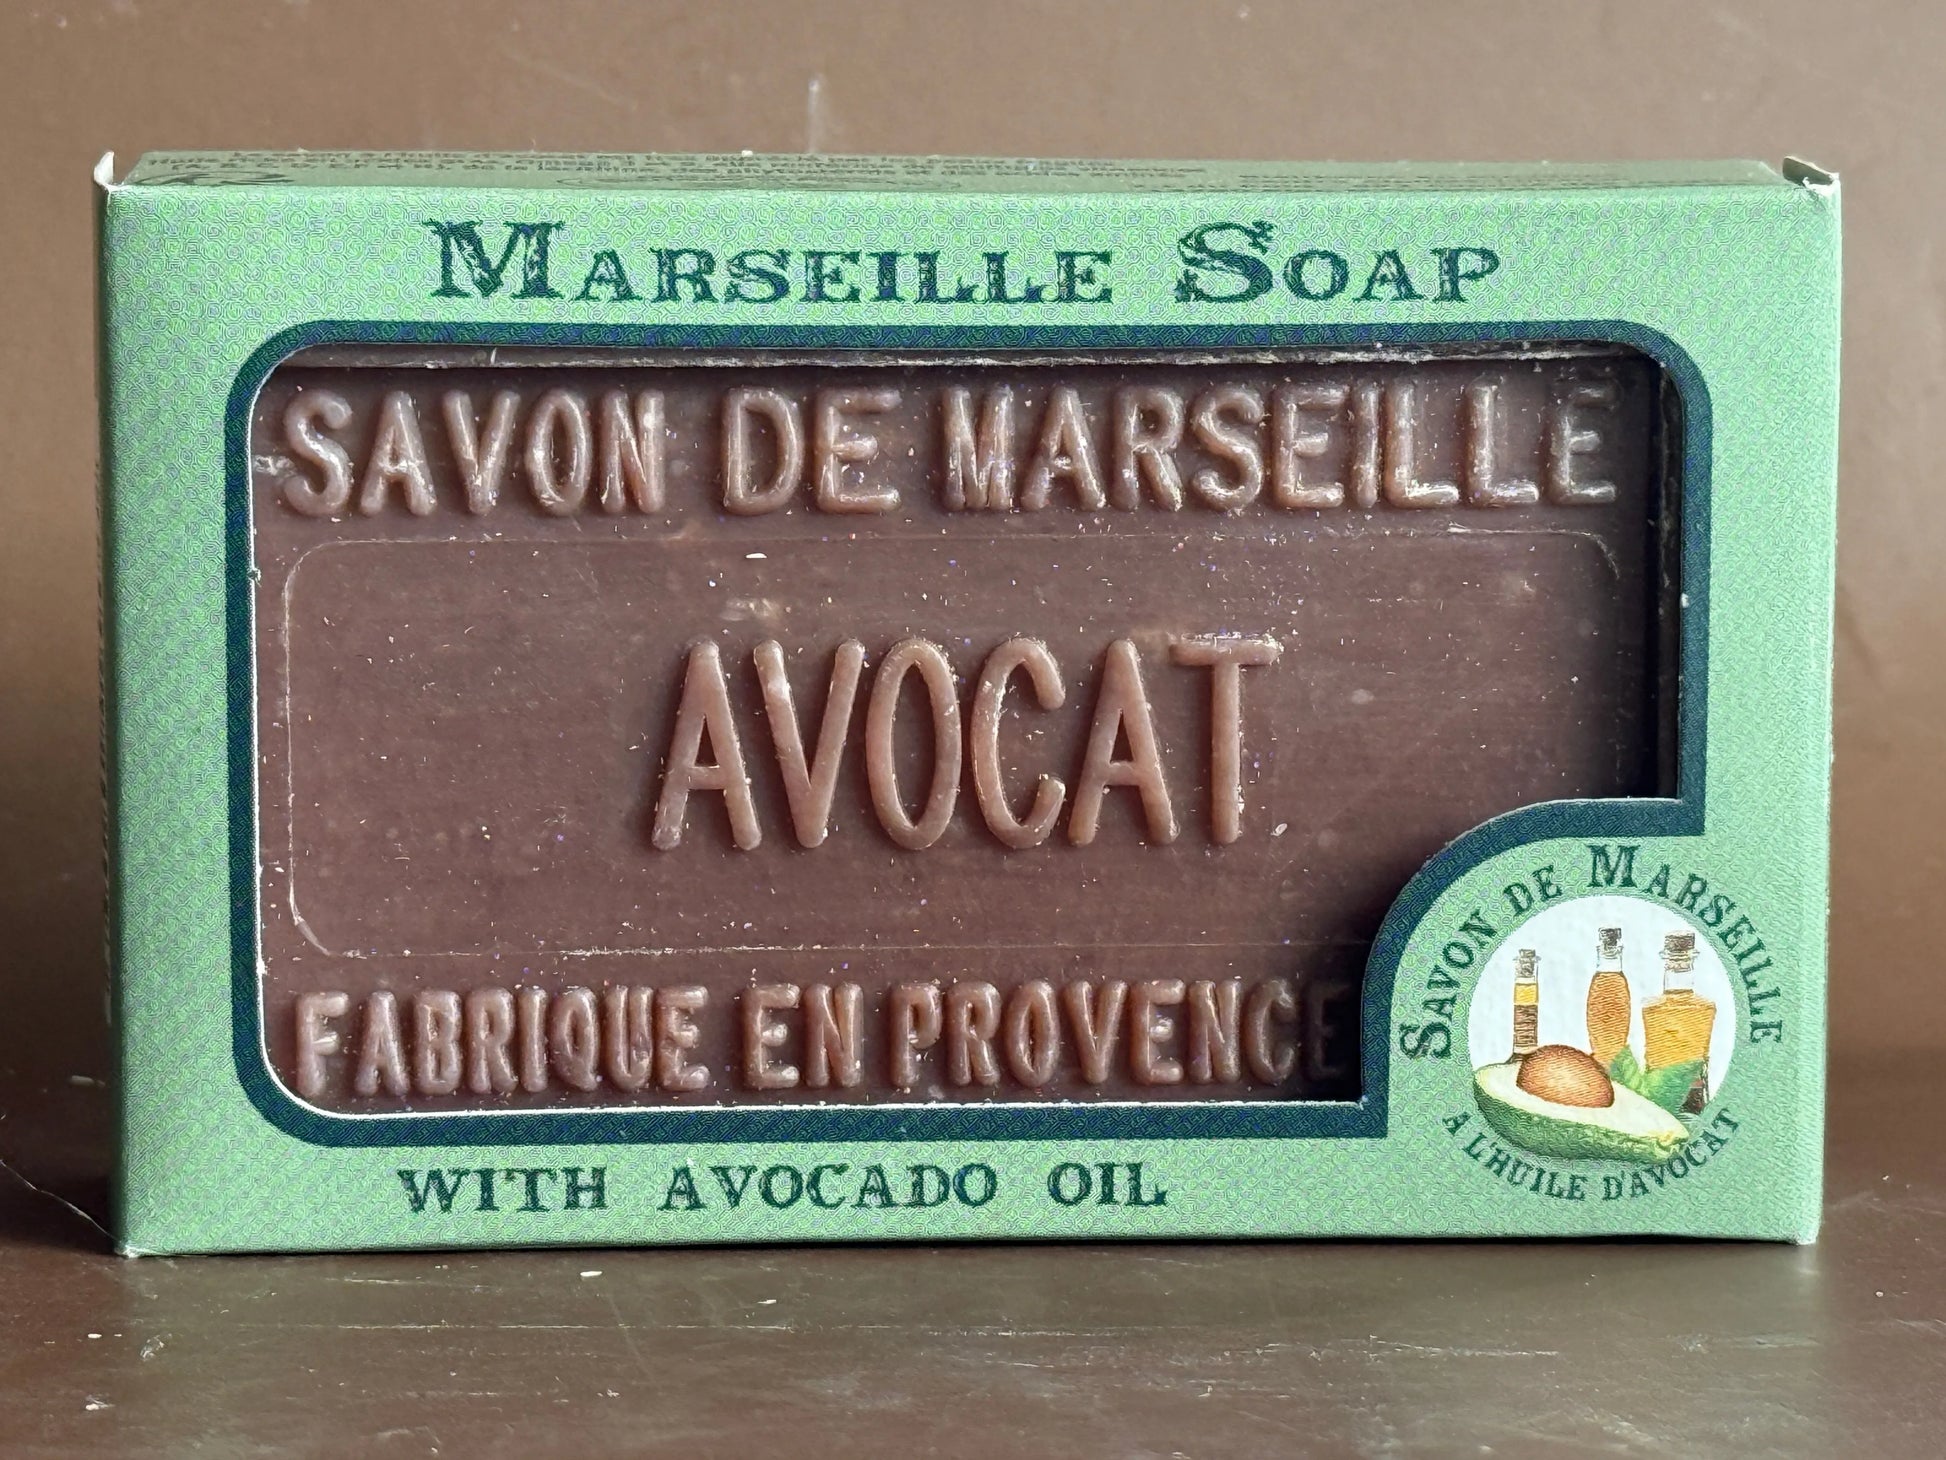 MARSEILLE SOAP
SAVON DE MARSEILLE
AVOCAT
FABRIQUE EN PROVENCE
SAVON DE MARSEILLE
A L'HUILE D'AVOCAT
WITH AVOCADO OIL